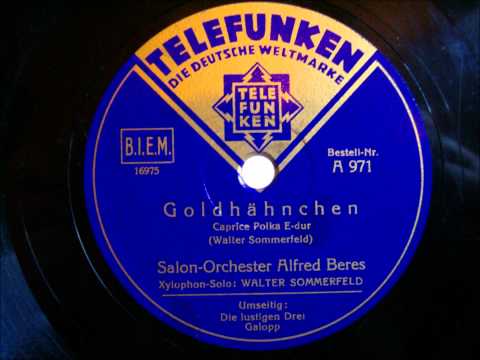 TELEFUNKEN
DIE DEUTSCHE WELTMARKE
TELE
FUN
KEN
B.I.E.M.
16975
Bestell-Nr.
A 971
Goldhähnchen
Caprice Polka E-dur
(Walter Sommerfeld)
Salon-Orchester Alfred Beres
Xylophon-Solo: WALTER SOMMERFELD
Umseitig:
Die lustigen Drei
Galopp